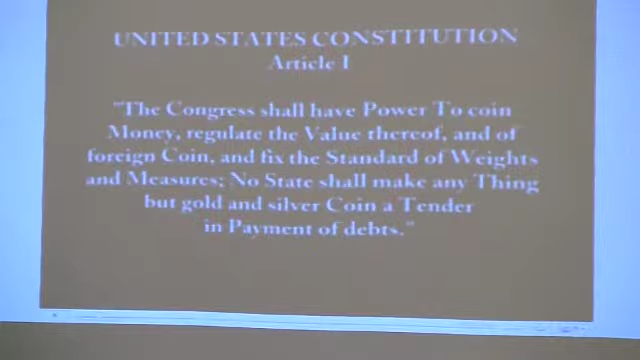 UNITED STATES CONSTITUTION
Article I
"The Congress shall have Power To coin
Money, regulate the Value thereof, and of
foreign Coin, and fix the Standard of Weights
and Measures; No State shall make any Thing
but gold and silver Coin a Tender
in Payment of debts."